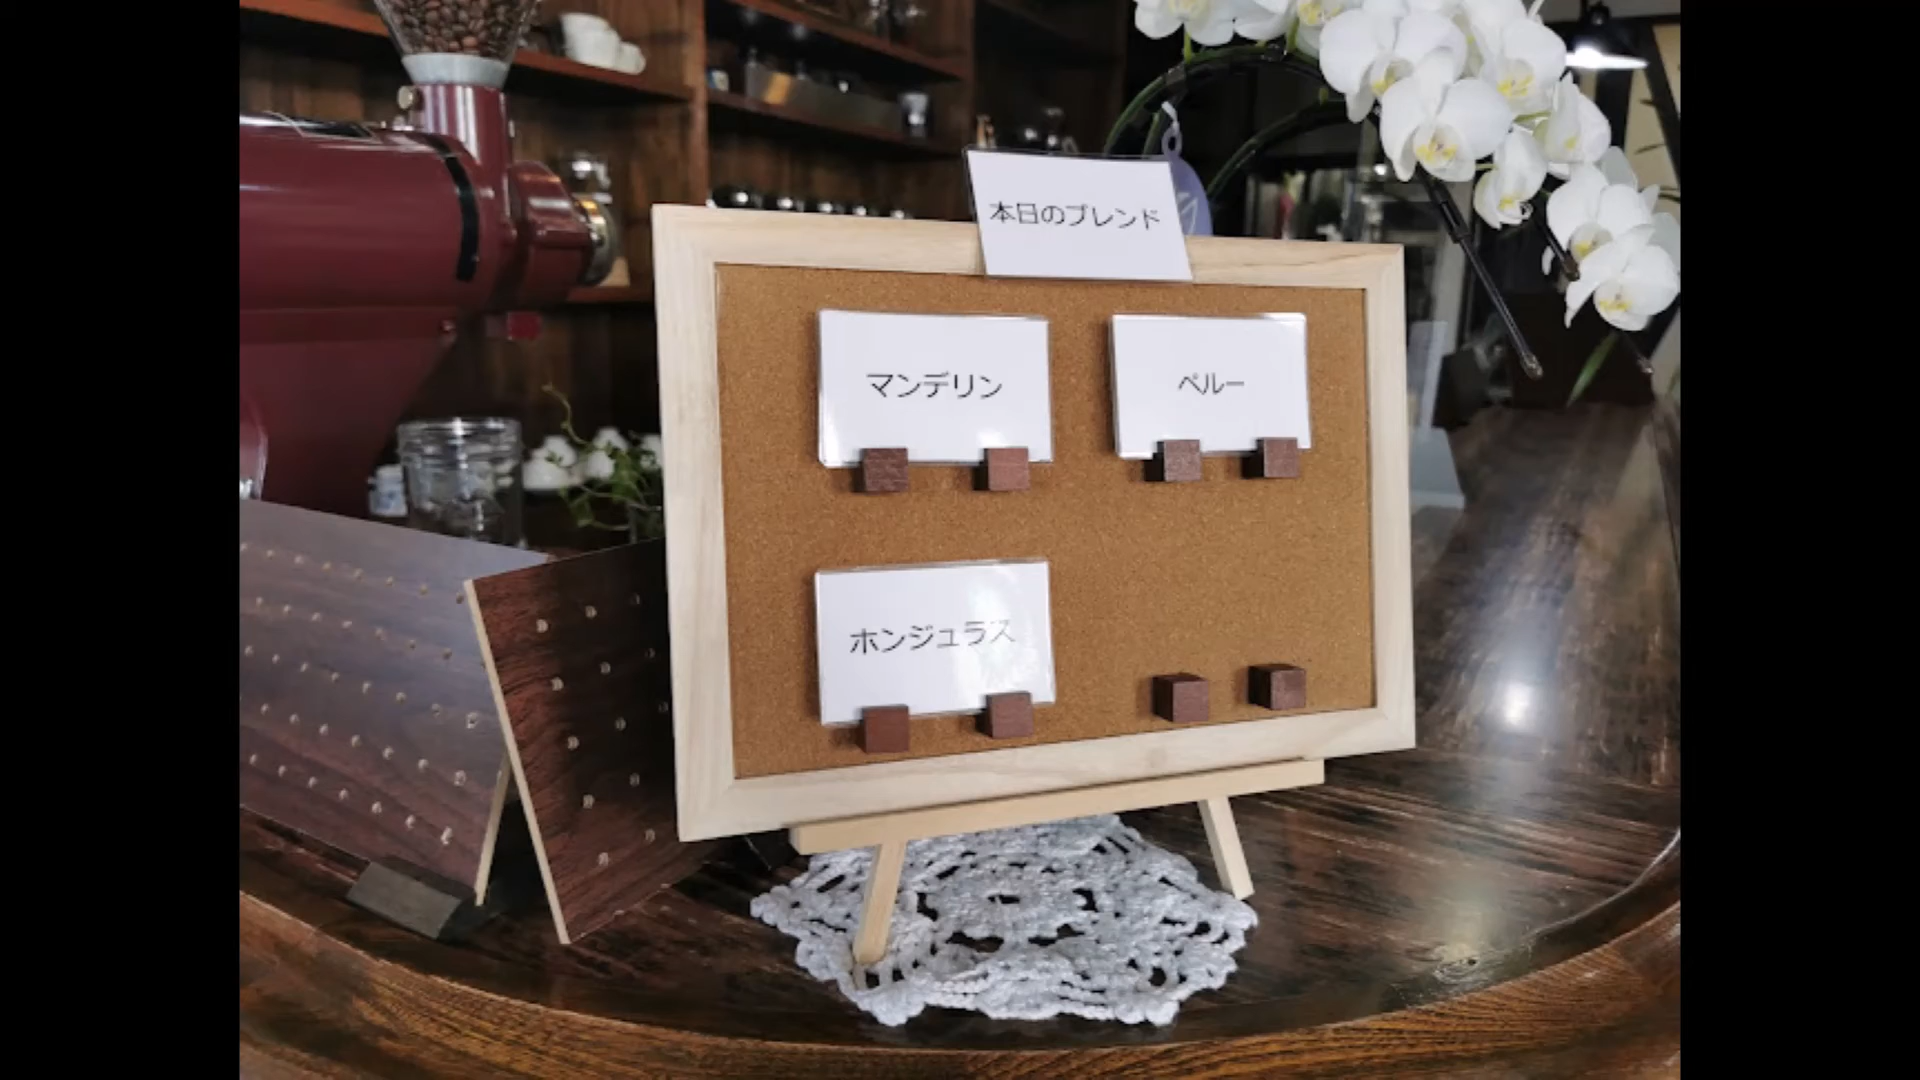 本日のブレンド
マンデリン
ペルー
ホンジュラス